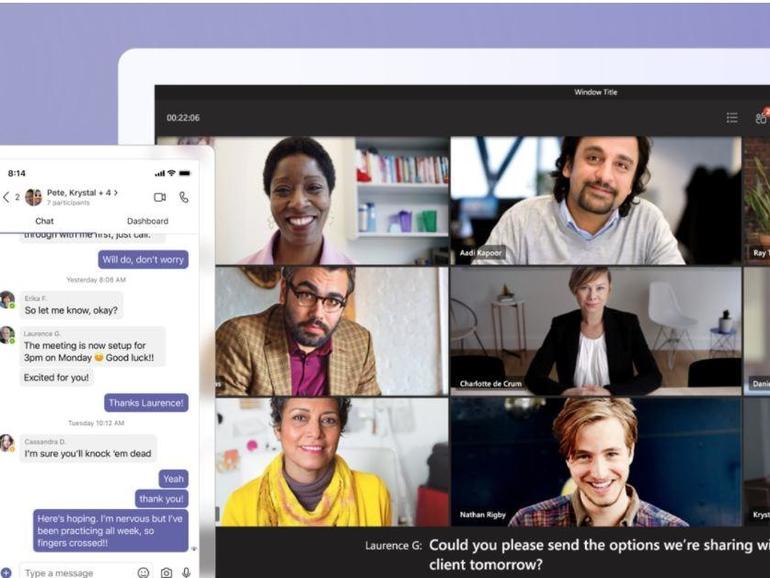 8:14
2
Pete, Krystal + 4 >
7 participants
Chat
Dashboard
through with me first, just call.
Will do, don't worry
Yesterday 8:08 AM
Erika F.
So let me know, okay?
Laurence G.
The meeting is now setup for
3pm on Monday 😊 Good luck!!
Excited for you!
Thanks Laurence!
Tuesday 10:12 AM
Cassandra D.
I'm sure you'll knock 'em dead
Yeah
thank you!
Here's hoping. I'm nervous but I've
been practicing all week, so
fingers crossed!!
Type a message
Window Title
00:22:06
2
Aadi Kapoor
Ray T
Charlotte de Crum
Danie
Nathan Rigby
Kryst
Laurence G: Could you please send the options we're sharing wi
client tomorrow?